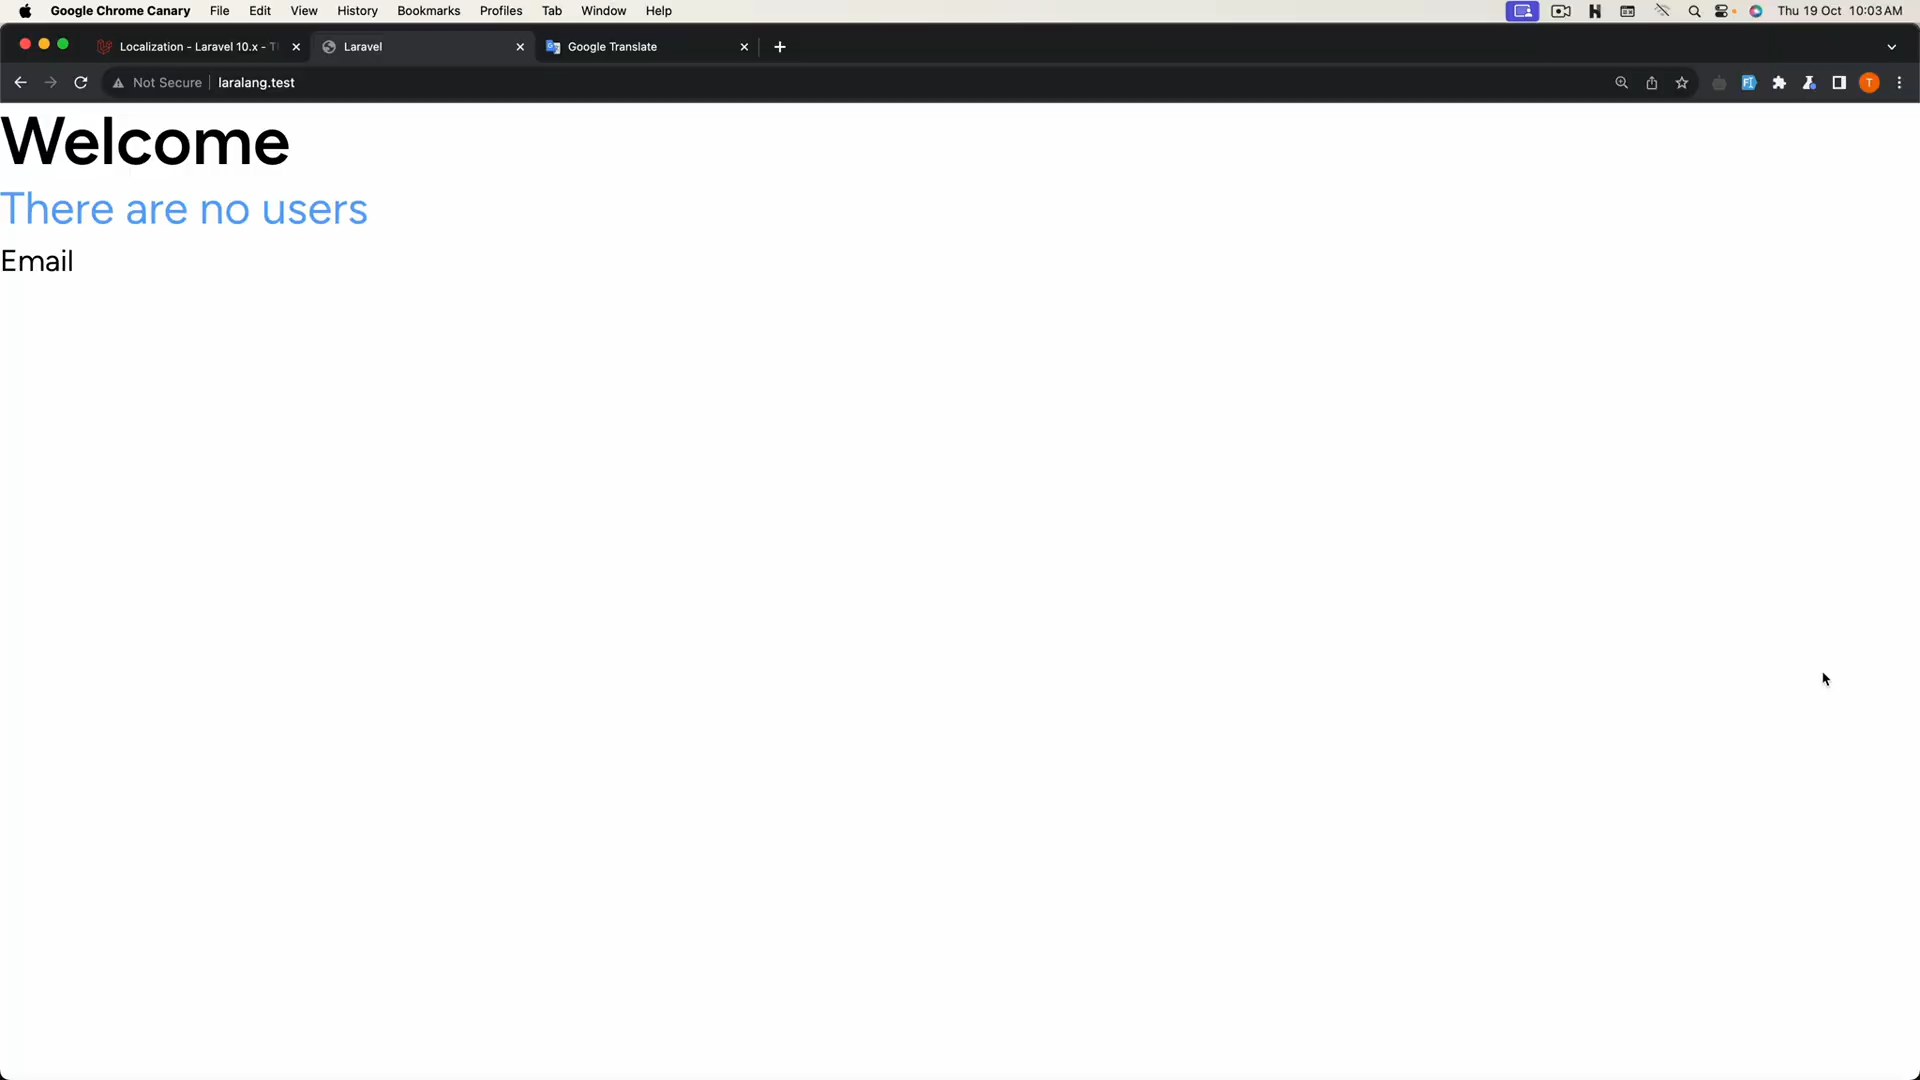 Google Chrome Canary File Edit View History Bookmarks Profiles Tab Window Help Thu 19 Oct 10:03 AM
Localization - Laravel 10.x - T Laravel Google Translate
Not Secure laralang.test T
Welcome
There are no users
Email